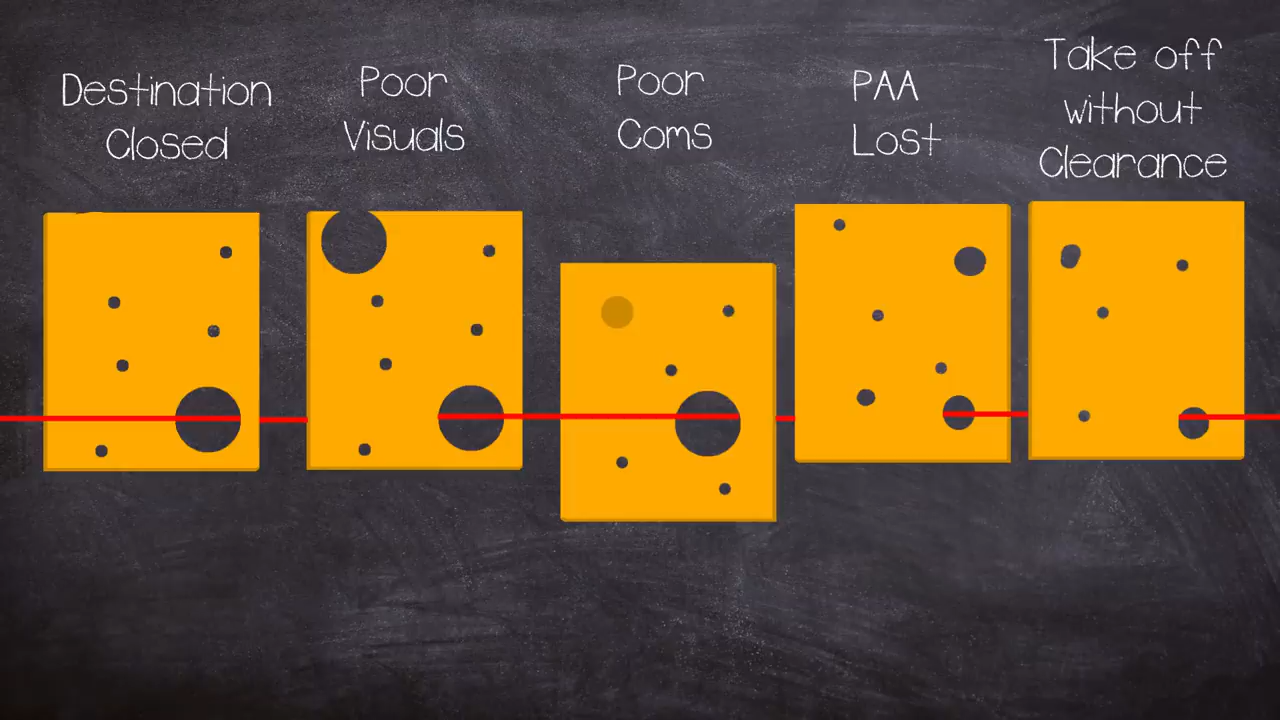 Destination
Closed
Poor
Visuals
Poor
Coms
PAA
Lost
Take off
without
Clearance